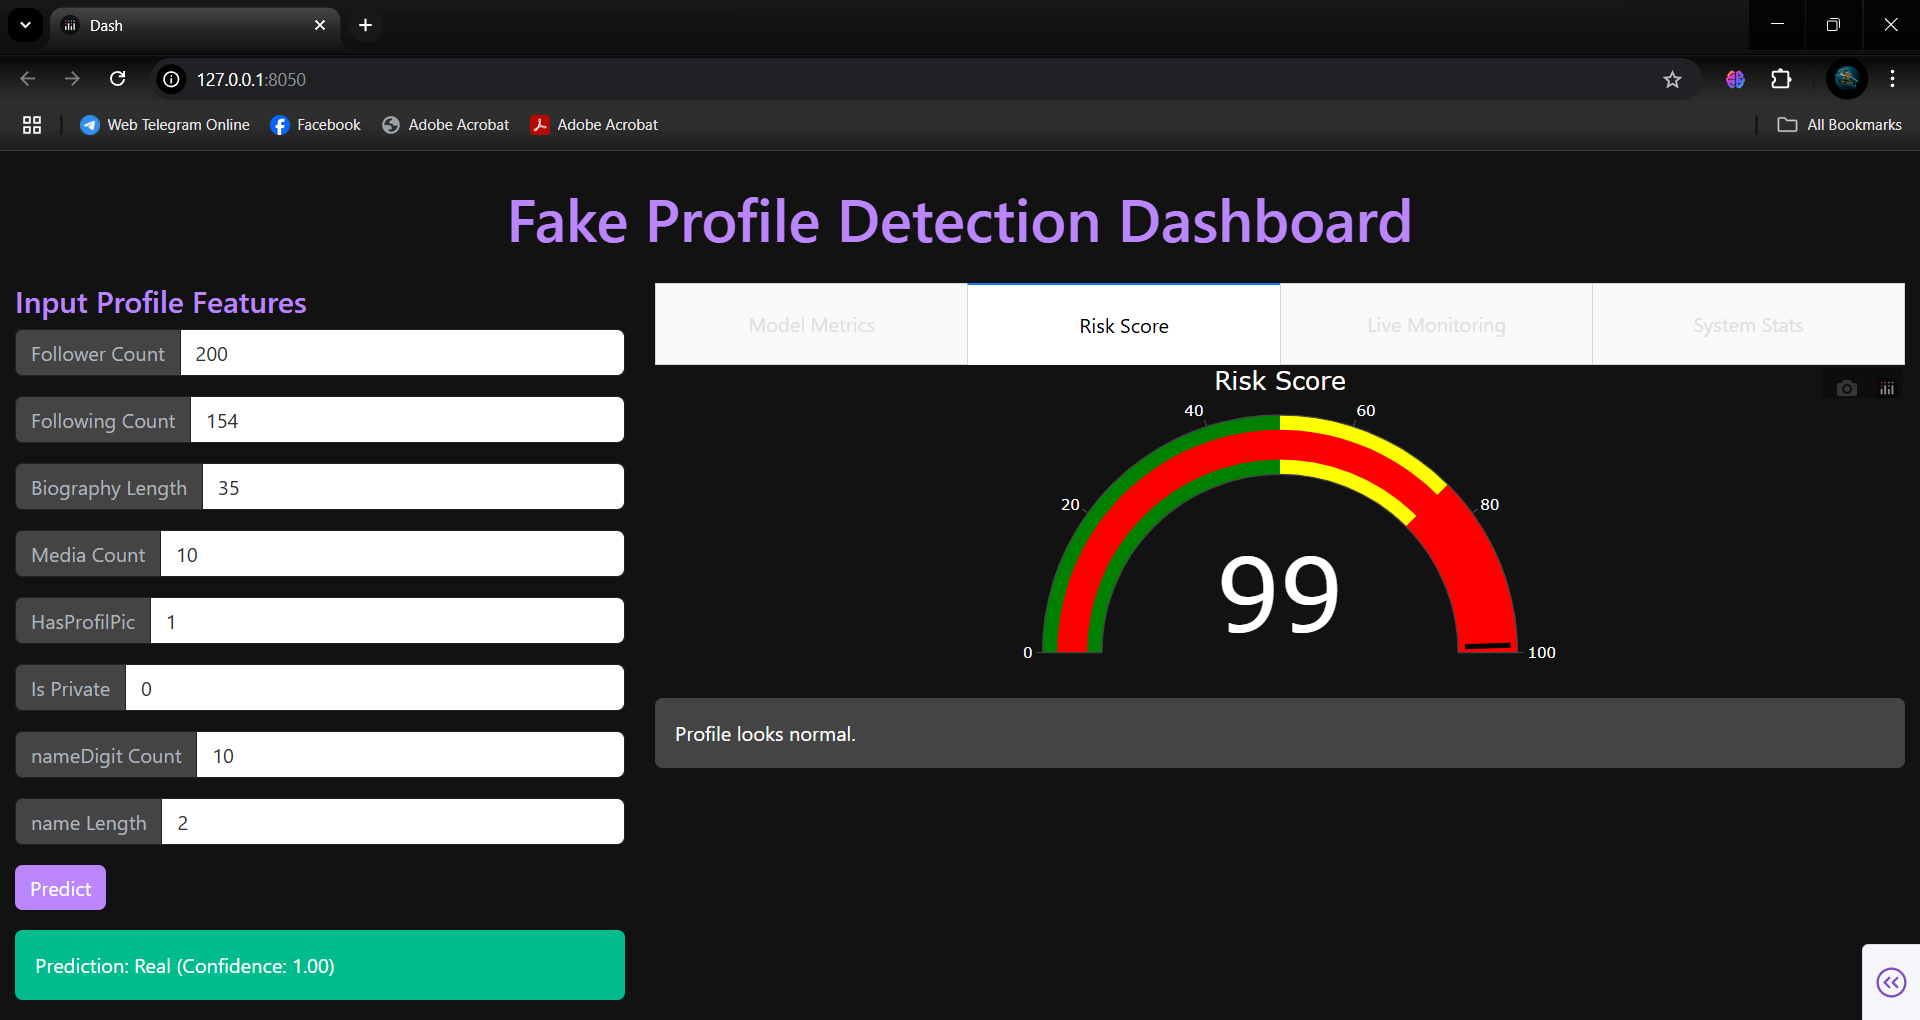 Dash
127.0.0.1:8050
Web Telegram Online Facebook Adobe Acrobat Adobe Acrobat All Bookmarks
Fake Profile Detection Dashboard
Input Profile Features
Follower Count 200
Following Count 154
Biography Length 35
Media Count 10
HasProfilPic 1
Is Private 0
nameDigit Count 10
name Length 2
Predict
Prediction: Real (Confidence: 1.00)
Model Metrics Risk Score Live Monitoring System Stats
Risk Score
40 60
20 80
99
0 100
Profile looks normal.